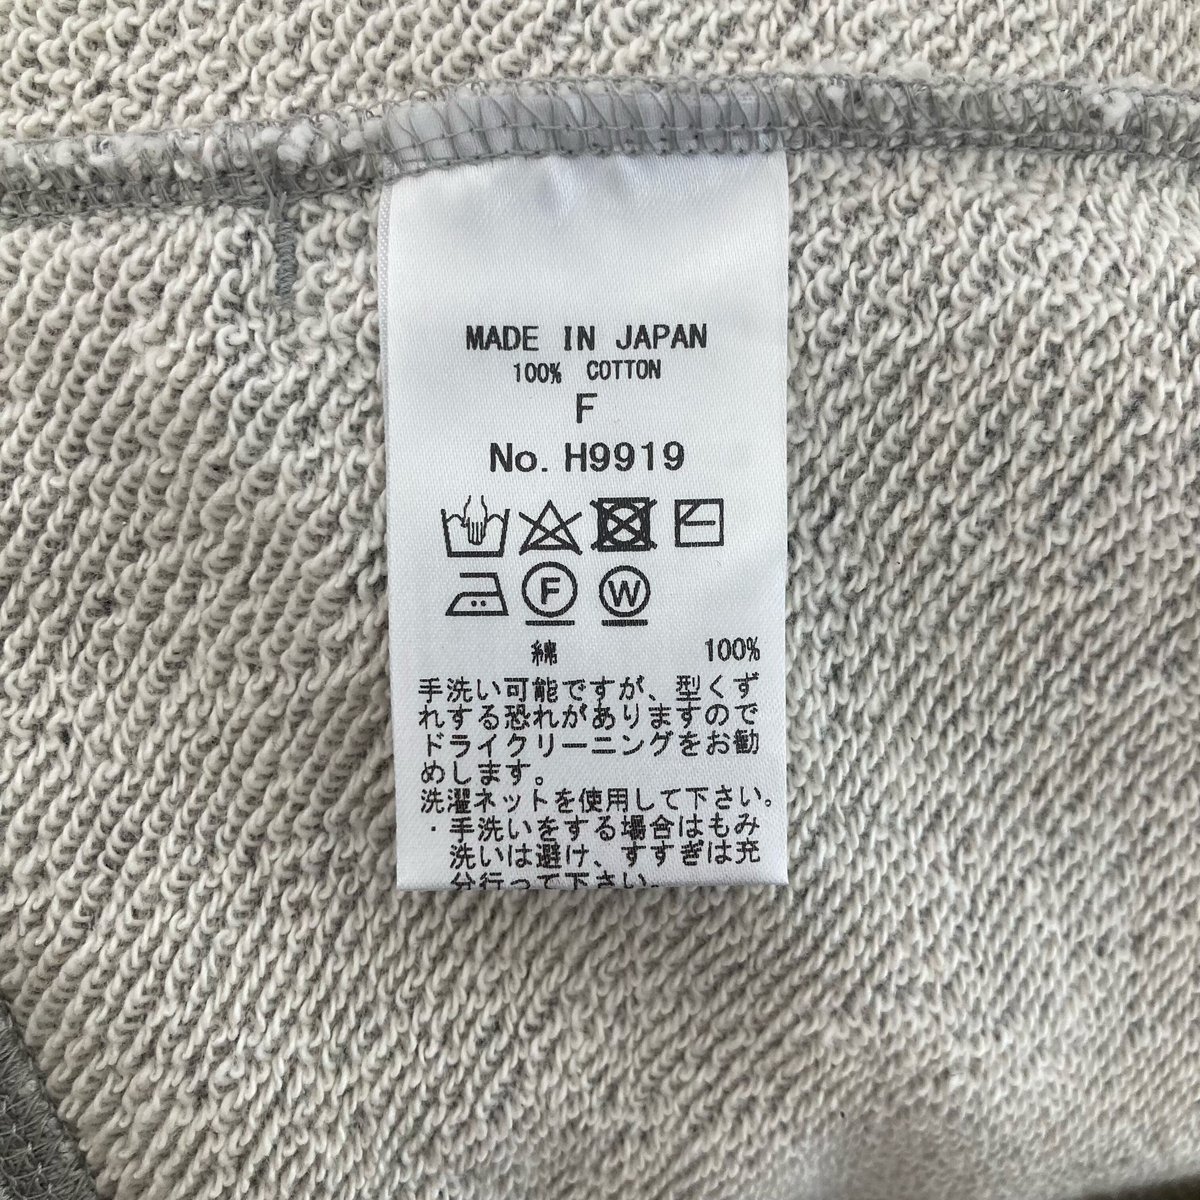 MADE IN JAPAN
100% COTTON
F
No. H9919
F W
綿 100%
手洗い可能ですが、型くず
れする恐れがありますので
ドライクリーニングをお勧
めします。
洗濯ネットを使用して下さい。
・手洗いをする場合はもみ
洗いは避け、すすぎは充
分行って下さい。